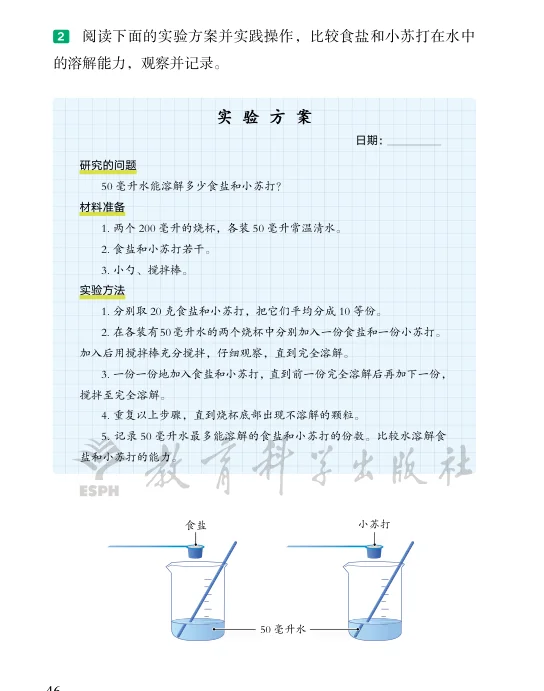 2 阅读下面的实验方案并实践操作，比较食盐和小苏打在水中
的溶解能力，观察并记录。
实验方案
日期：
研究的问题
50 毫升水能溶解多少食盐和小苏打？
材料准备
1. 两个 200 毫升的烧杯，各装 50 毫升常温清水。
2. 食盐和小苏打若干。
3. 小勺、搅拌棒。
实验方法
1. 分别取 20 克食盐和小苏打，把它们平均分成 10 等份。
2. 在各装有50毫升水的两个烧杯中分别加入一份食盐和一份小苏打。
加入后用搅拌棒充分搅拌，仔细观察，直到完全溶解。
3. 一份一份地加入食盐和小苏打，直到前一份完全溶解后再加下一份，
搅拌至完全溶解。
4. 重复以上步骤，直到烧杯底部出现不溶解的颗粒。
5. 记录 50 毫升水最多能溶解的食盐和小苏打的份数。比较水溶解食
盐和小苏打的能力。
ESPH 教育科学出版社
食盐
小苏打
50 毫升水
46